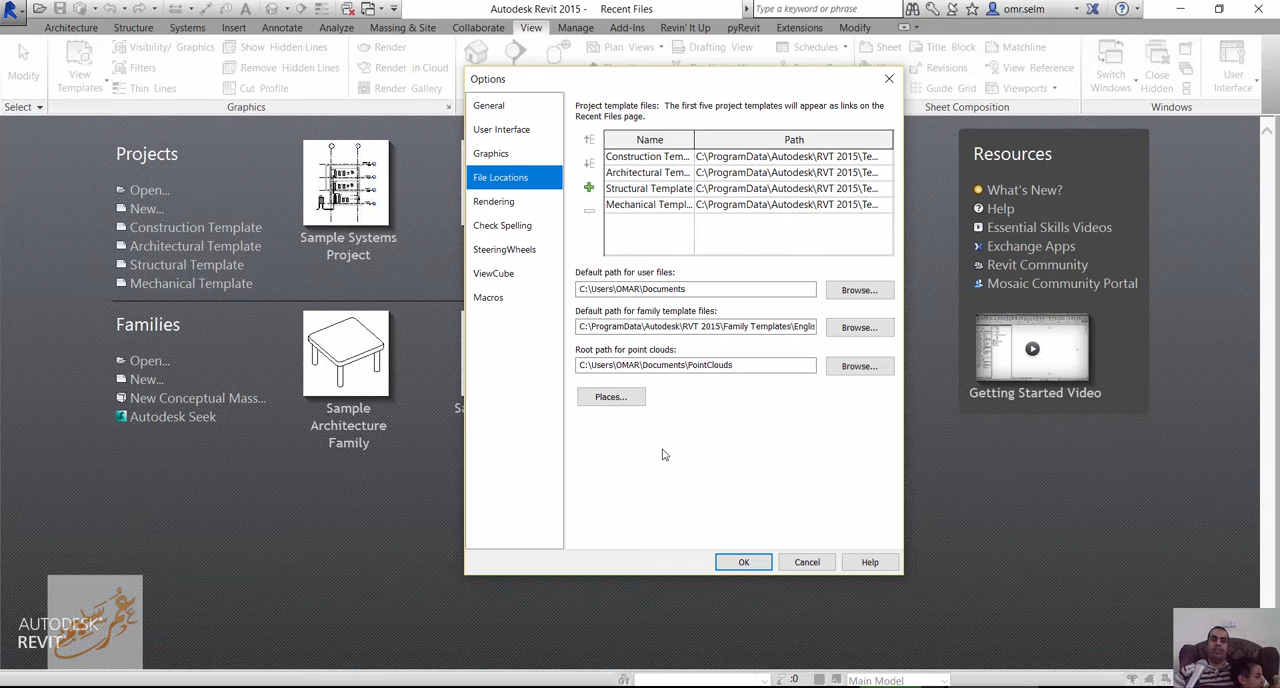 Autodesk Revit 2015 - Recent Files
Type a keyword or phrase
omr.selm
Architecture Structure Systems Insert Annotate Analyze Massing & Site Collaborate View Manage Add-Ins Revin' It Up pyRevit Extensions Modify
Modify
View Templates
Visibility/ Graphics
Filters
Thin Lines
Show Hidden Lines
Remove Hidden Lines
Cut Profile
Render
Render in Cloud
Render Gallery
Plan Views
Drafting View
Schedules
Sheet
Title Block
Revisions
Guide Grid
Matchline
View Reference
Viewports
Switch Windows
Close Hidden
User Interface
Select
Graphics
Sheet Composition
Windows
Projects
Open...
New...
Construction Template
Architectural Template
Structural Template
Mechanical Template
Sample Systems Project
Families
Open...
New...
New Conceptual Mass...
Autodesk Seek
Sample Architecture Family
Options
General
User Interface
Graphics
File Locations
Rendering
Check Spelling
SteeringWheels
ViewCube
Macros
Project template files: The first five project templates will appear as links on the
Recent Files page.
Name Path
Construction Tem... C:\ProgramData\Autodesk\RVT 2015\Te...
Architectural Tem... C:\ProgramData\Autodesk\RVT 2015\Te...
Structural Template C:\ProgramData\Autodesk\RVT 2015\Te...
Mechanical Templ... C:\ProgramData\Autodesk\RVT 2015\Te...
Default path for user files:
C:\Users\OMAR\Documents Browse...
Default path for family template files:
C:\ProgramData\Autodesk\RVT 2015\Family Templates\Englis Browse...
Root path for point clouds:
C:\Users\OMAR\Documents\PointClouds Browse...
Places...
OK Cancel Help
Resources
What's New?
Help
Essential Skills Videos
Exchange Apps
Revit Community
Mosaic Community Portal
Getting Started Video
AUTODESK®
REVIT
عمر سليم
:0 Main Model